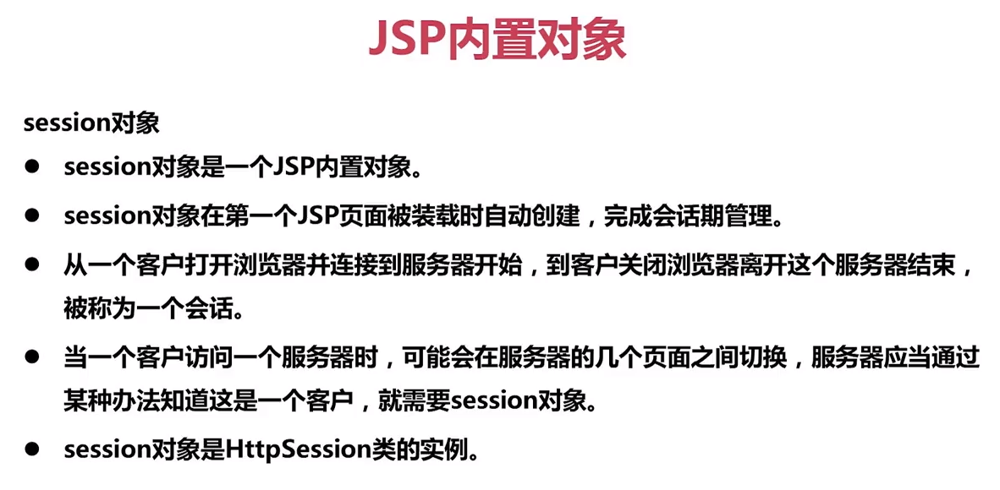 JSP内置对象
session对象
● session对象是一个JSP内置对象。
● session对象在第一个JSP页面被装载时自动创建，完成会话期管理。
● 从一个客户打开浏览器并连接到服务器开始，到客户关闭浏览器离开这个服务器结束，
被称为一个会话。
● 当一个客户访问一个服务器时，可能会在服务器的几个页面之间切换，服务器应当通过
某种办法知道这是一个客户，就需要session对象。
● session对象是HttpSession类的实例。